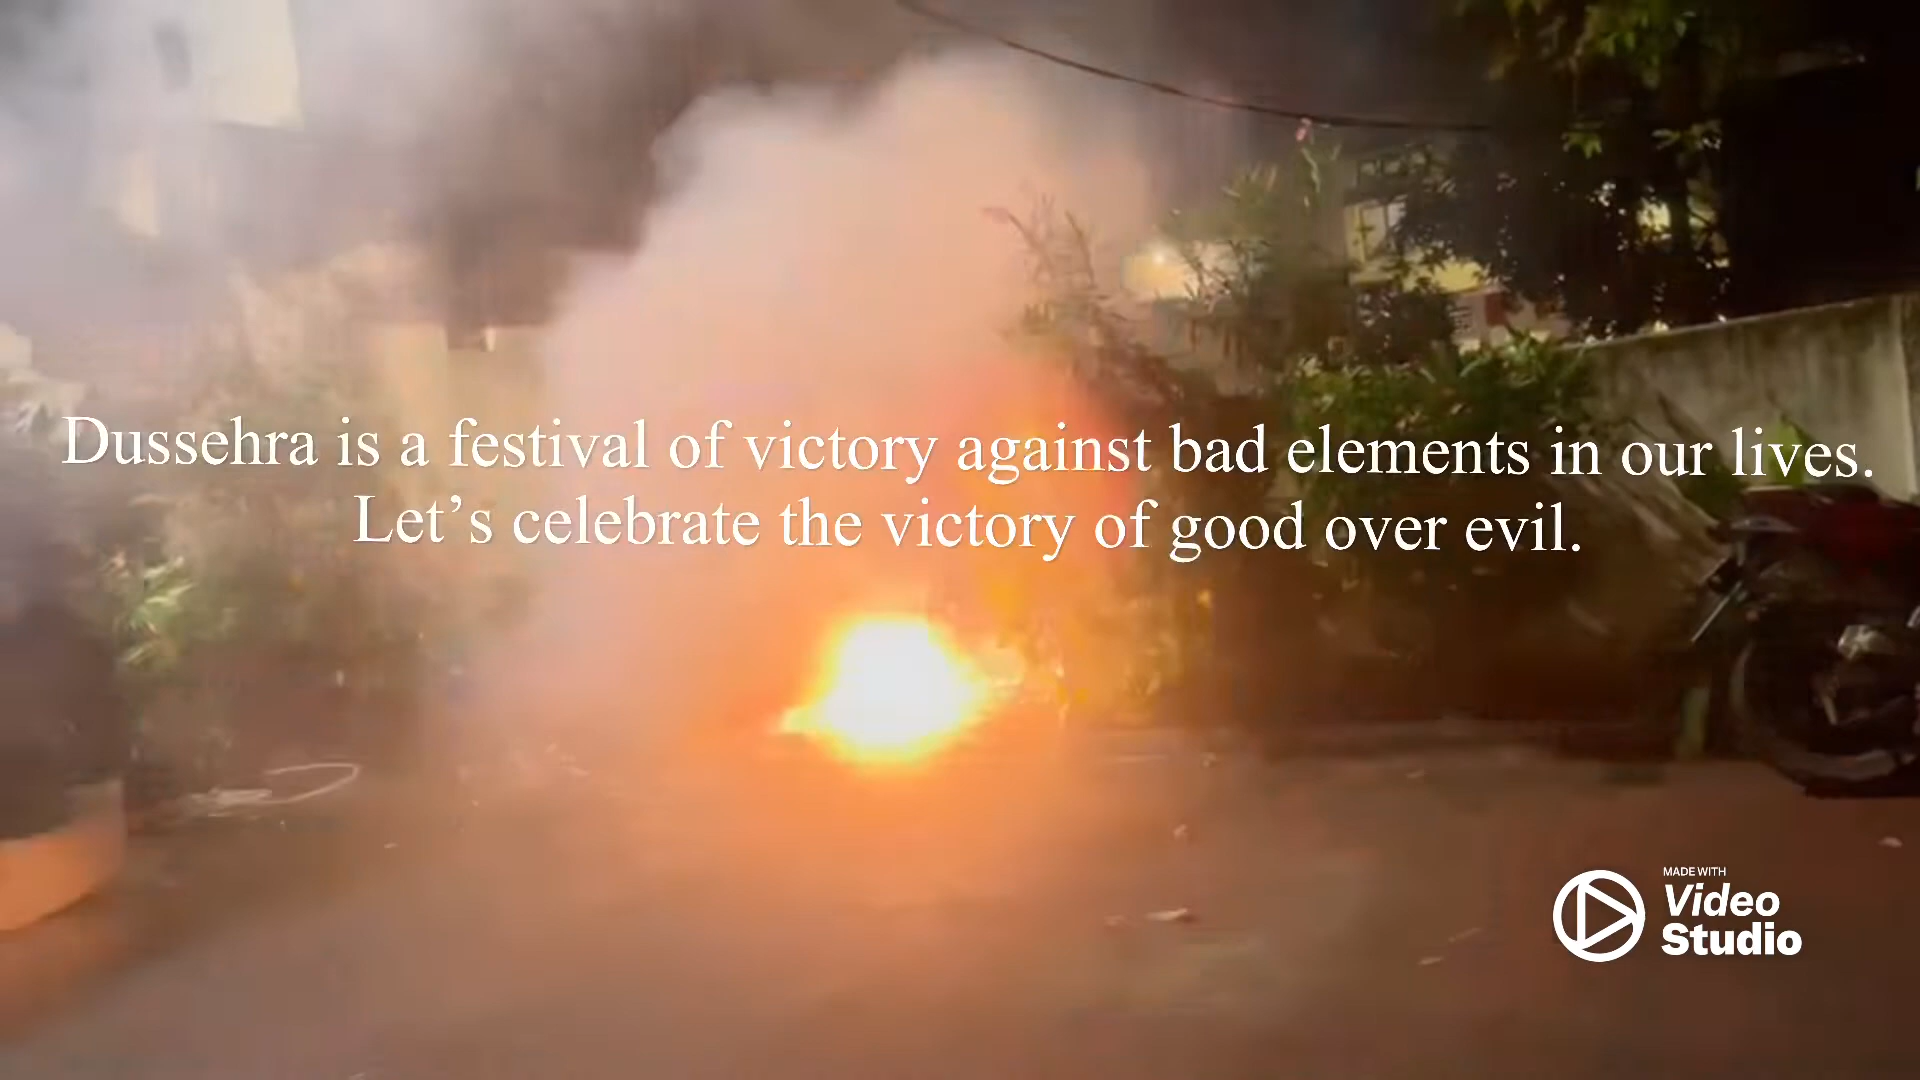 Dussehra is a festival of victory against bad elements in our lives.
Let’s celebrate the victory of good over evil.
MADE WITH
Video
Studio